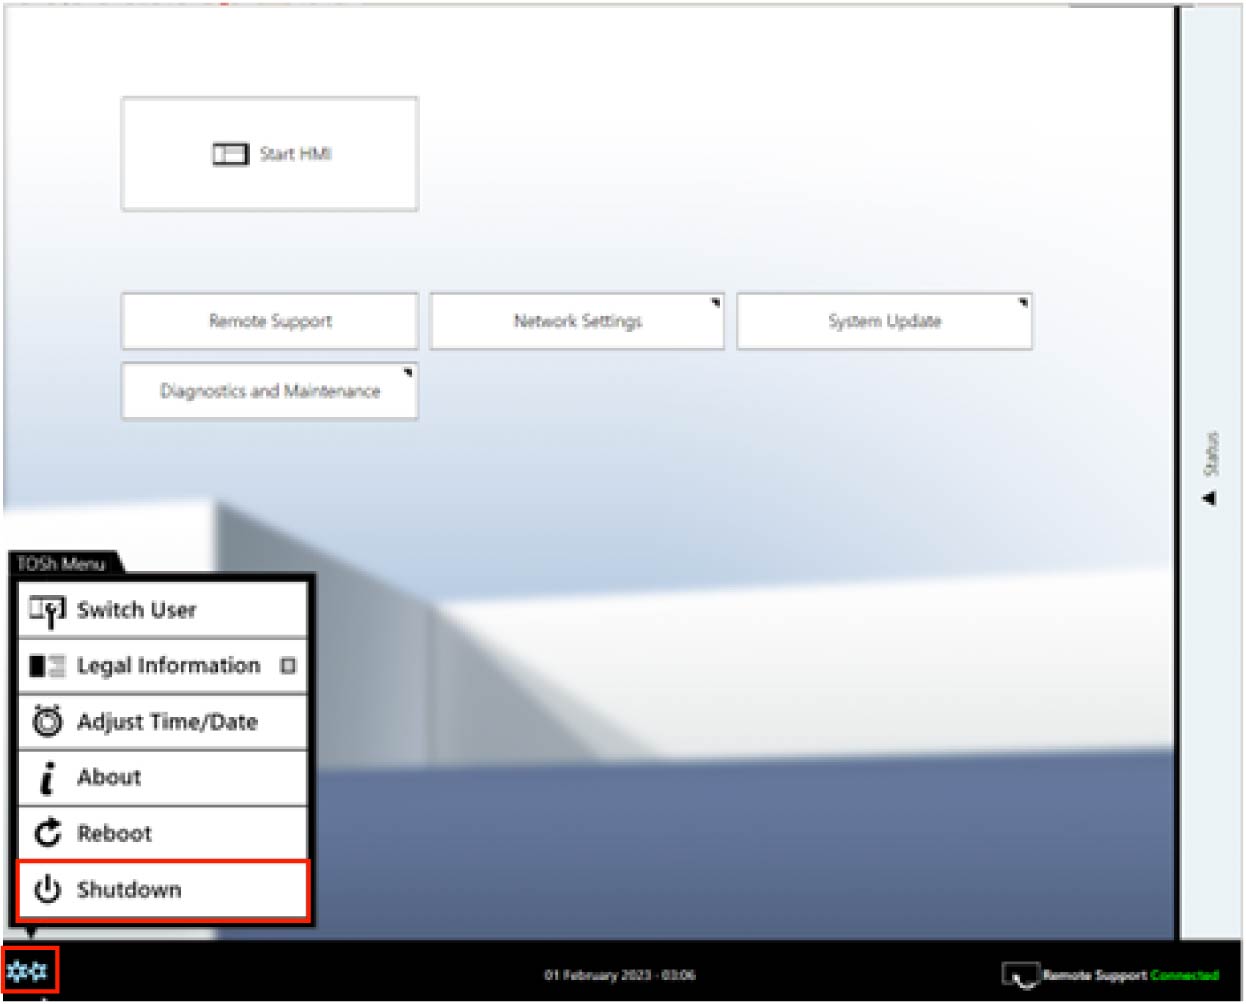 Start HMI
Remote Support
Network Settings
System Update
Diagnostics and Maintenance
Status
TOSh Menu
Switch User
Legal Information
Adjust Time/Date
About
Reboot
Shutdown
01 February 2023 - 03:06
Remote Support Connected